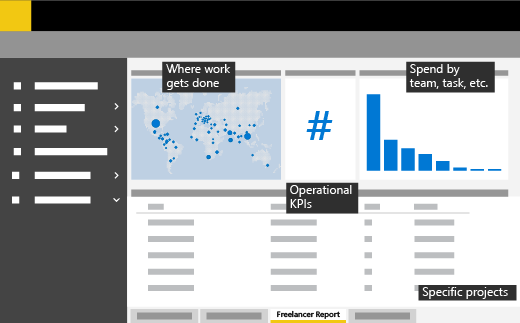 Where work
gets done
Spend by
team, task, etc.
#
Operational
KPIs
Specific projects
Freelancer Report